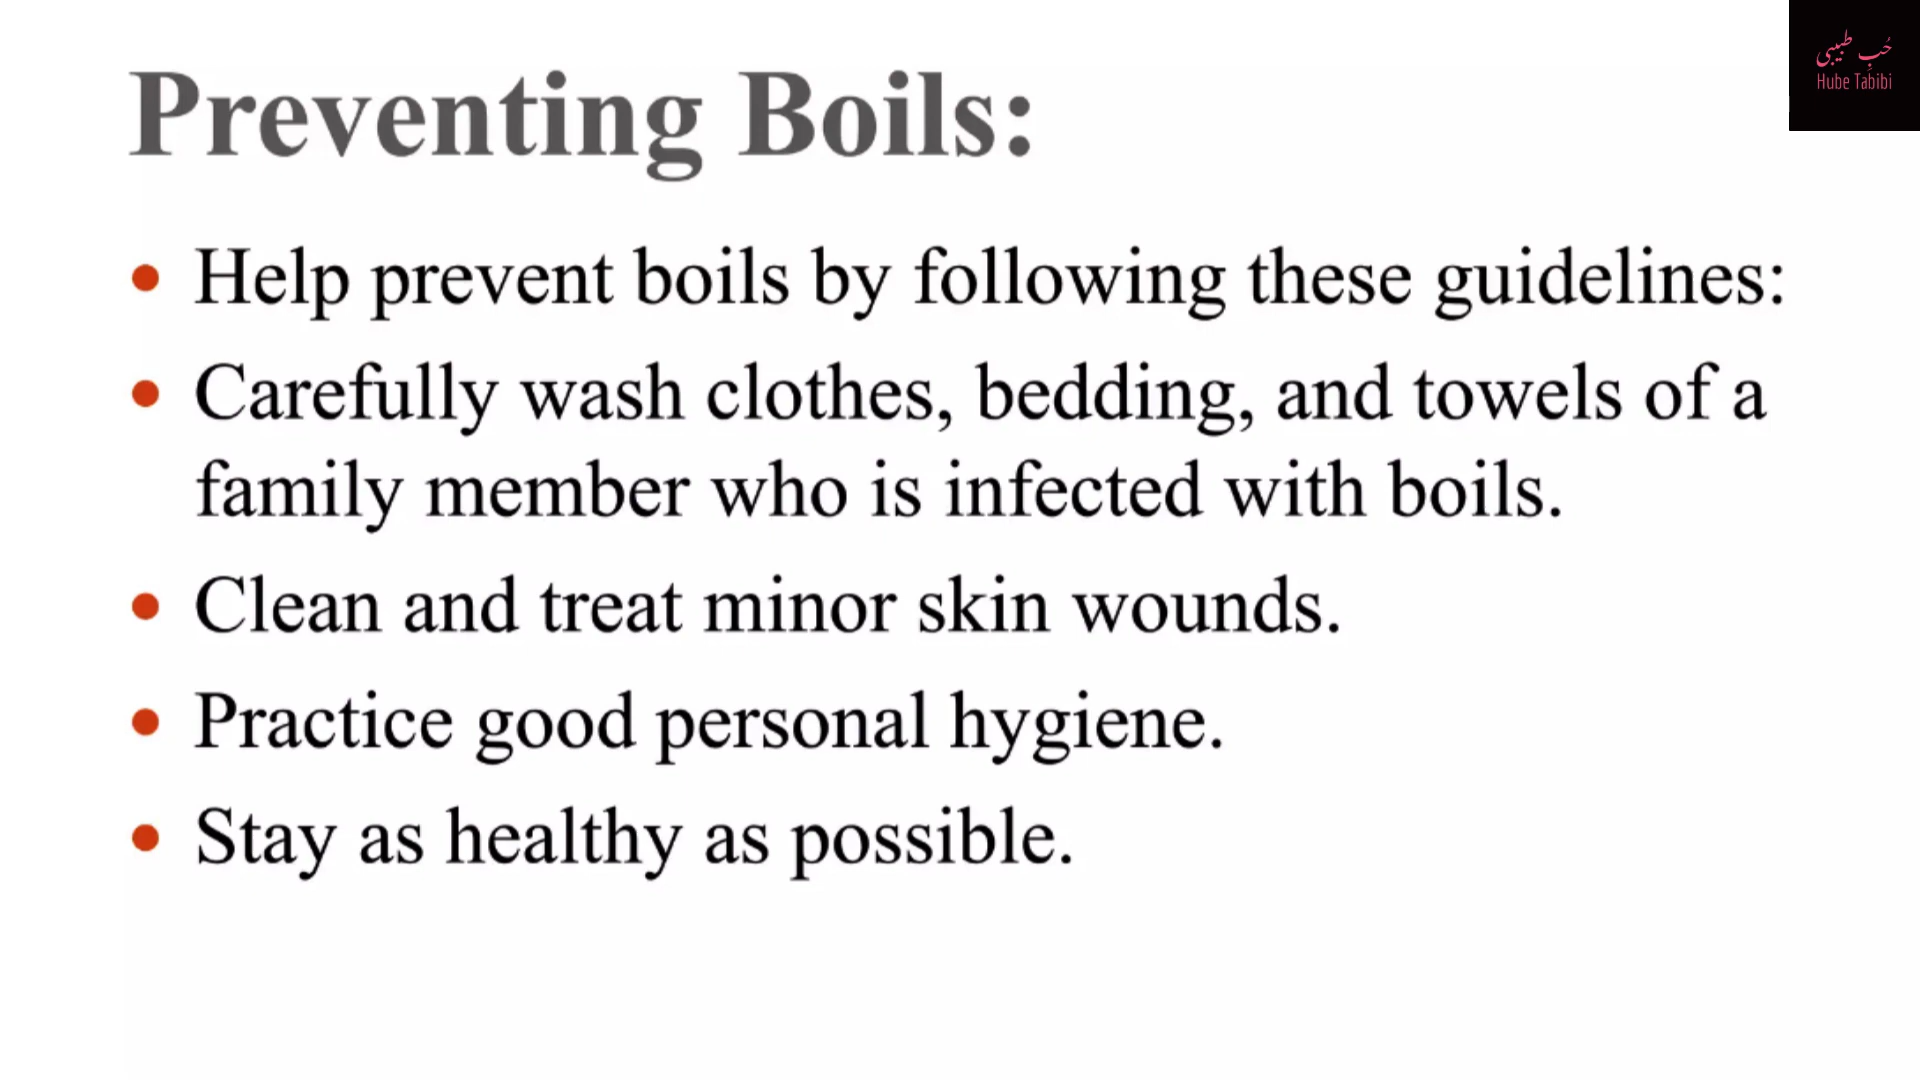 Preventing Boils:
حُبِّ طبيبي
Hube Tabibi
• Help prevent boils by following these guidelines:
• Carefully wash clothes, bedding, and towels of a
family member who is infected with boils.
• Clean and treat minor skin wounds.
• Practice good personal hygiene.
• Stay as healthy as possible.